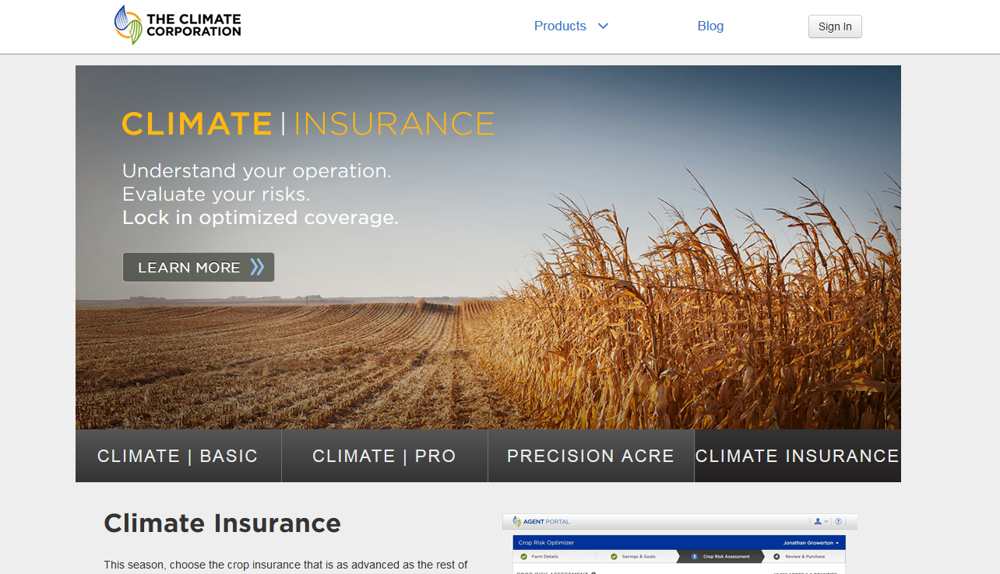 THE CLIMATE
CORPORATION
Products
Blog
Sign In
CLIMATE | INSURANCE
Understand your operation.
Evaluate your risks.
Lock in optimized coverage.
LEARN MORE
CLIMATE | BASIC
CLIMATE | PRO
PRECISION ACRE
CLIMATE INSURANCE
Climate Insurance
This season, choose the crop insurance that is as advanced as the rest of
AGENT PORTAL
Crop Risk Optimizer
Jonathan Growerton
Farm Details
Savings & Goals
3 Crop Risk Assessment
4 Review & Purchase